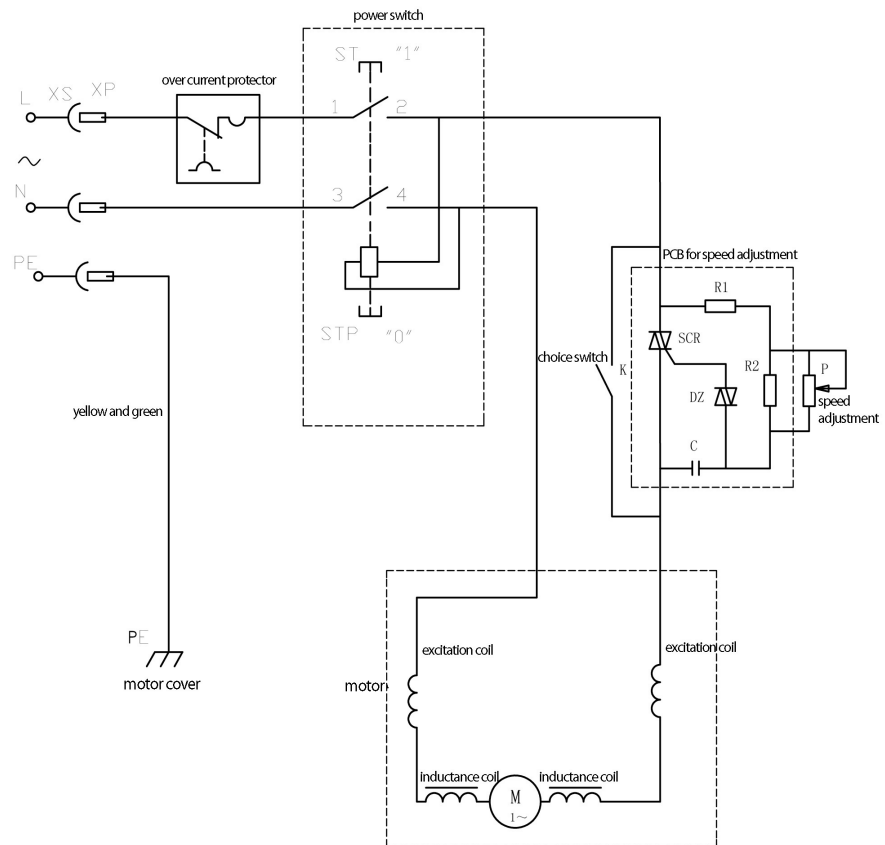 power switch
ST "1"
over current protector
L XS XP
1 2
N
3 4
PE
STP "0"
PCB for speed adjustment
R1
SCR
choice switch K
R2 P
DZ
speed
adjustment
yellow and green
C
PE
motor cover
excitation coil
excitation coil
motor
inductance coil
inductance coil
M
1~